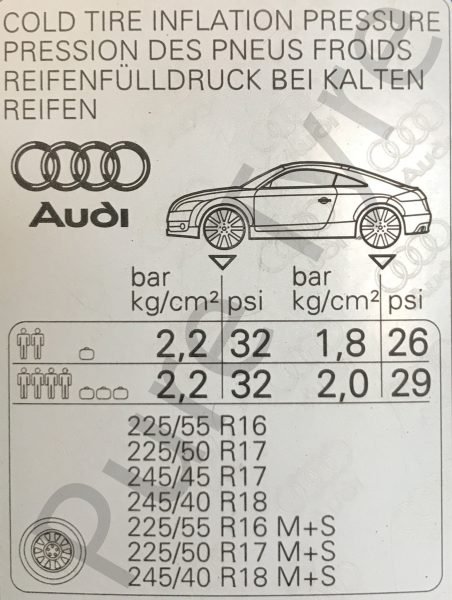 COLD TIRE INFLATION PRESSURE
PRESSION DES PNEUS FROIDS
REIFENFÜLLDRUCK BEI KALTEN
REIFEN
Audi
bar bar
kg/cm² psi kg/cm² psi
2,2 32 1,8 26
2,2 32 2,0 29
225/55 R16
225/50 R17
245/45 R17
245/40 R18
225/55 R16 M+S
225/50 R17 M+S
245/40 R18 M+S
Pure Tyre